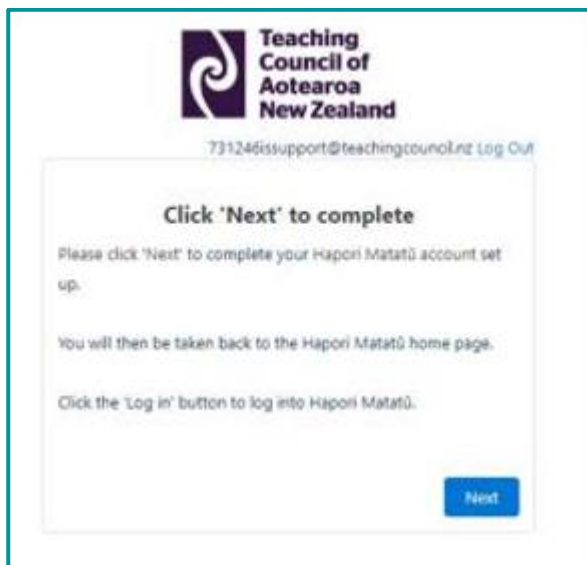 Teaching
Council of
Aotearoa
New Zealand
731246issupport@teachingcouncil.nz Log Out
Click 'Next' to complete
Please click 'Next' to complete your Hapori Matatū account set
up.
You will then be taken back to the Hapori Matatū home page.
Click the 'Log in' button to log into Hapori Matatū.
Next